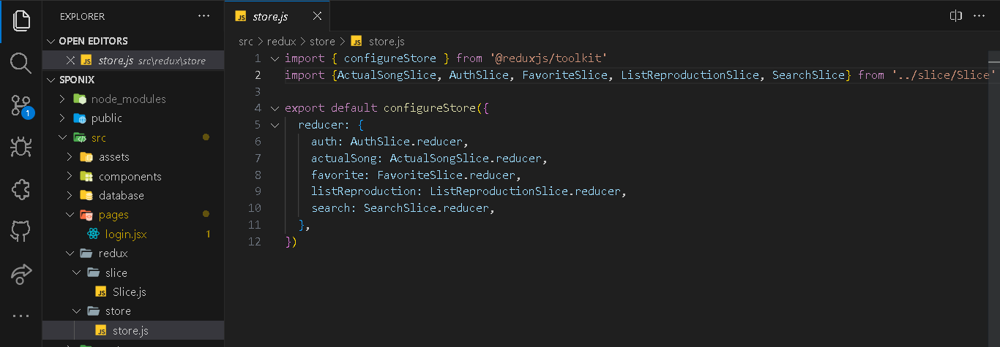 EXPLORER ...
OPEN EDITORS
store.js src\redux\store
SPONIX
node_modules
public
src
assets
components
database
pages
login.jsx 1
redux
slice
Slice.js
store
store.js
1
store.js
src > redux > store > store.js
1 import { configureStore } from '@reduxjs/toolkit'
2 import {ActualSongSlice, AuthSlice, FavoriteSlice, ListReproductionSlice, SearchSlice} from '../slice/Slice'
3
4 export default configureStore({
5 reducer: {
6 auth: AuthSlice.reducer,
7 actualSong: ActualSongSlice.reducer,
8 favorite: FavoriteSlice.reducer,
9 listReproduction: ListReproductionSlice.reducer,
10 search: SearchSlice.reducer,
11 },
12 })